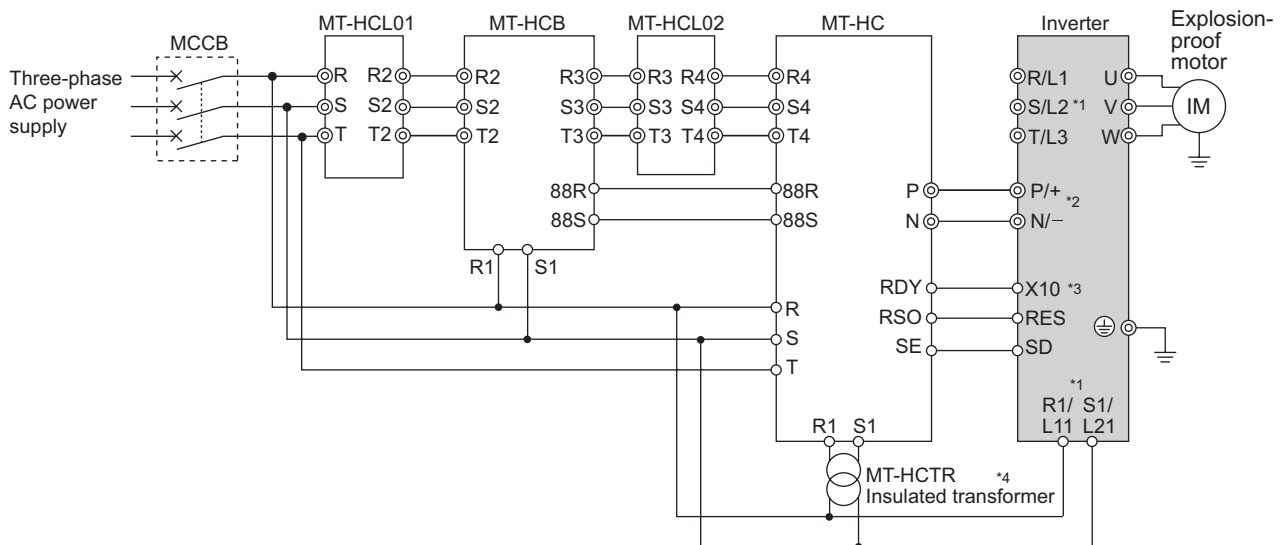 MT-HCL01
MT-HCB
MT-HCL02
MT-HC
Inverter
Explosion-
proof
motor
MCCB
Three-phase
AC power
supply
R R2 R2 R3 R3 R4 R4 R/L1 U
S S2 S2 S3 S3 S4 S4 S/L2 *1 V IM
T T2 T2 T3 T3 T4 T4 T/L3 W
88R 88R P P/+
*2
88S 88S N N/−
R1 S1
RDY X10 *3
R RSO RES
S SE SD
T
*1
R1/ S1/
L11 L21
R1 S1
MT-HCTR *4
Insulated transformer